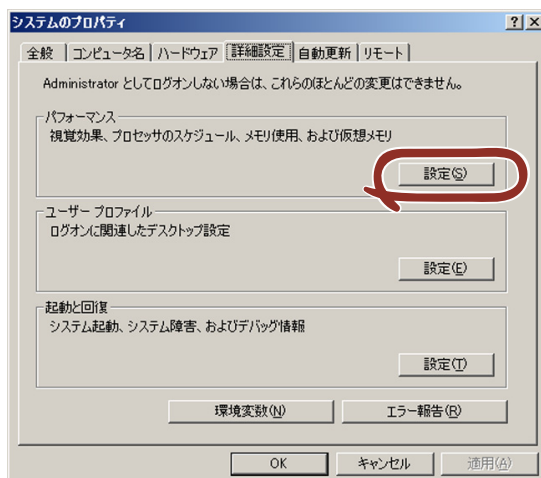 システムのプロパティ
全般 コンピュータ名 ハードウェア 詳細設定 自動更新 リモート
Administrator としてログオンしない場合は、これらのほとんどの変更はできません。
パフォーマンス
視覚効果、プロセッサのスケジュール、メモリ使用、および仮想メモリ
設定(S)
ユーザー プロファイル
ログオンに関連したデスクトップ設定
設定(E)
起動と回復
システム起動、システム障害、およびデバッグ情報
設定(T)
環境変数(N) エラー報告(R)
OK キャンセル 適用(A)